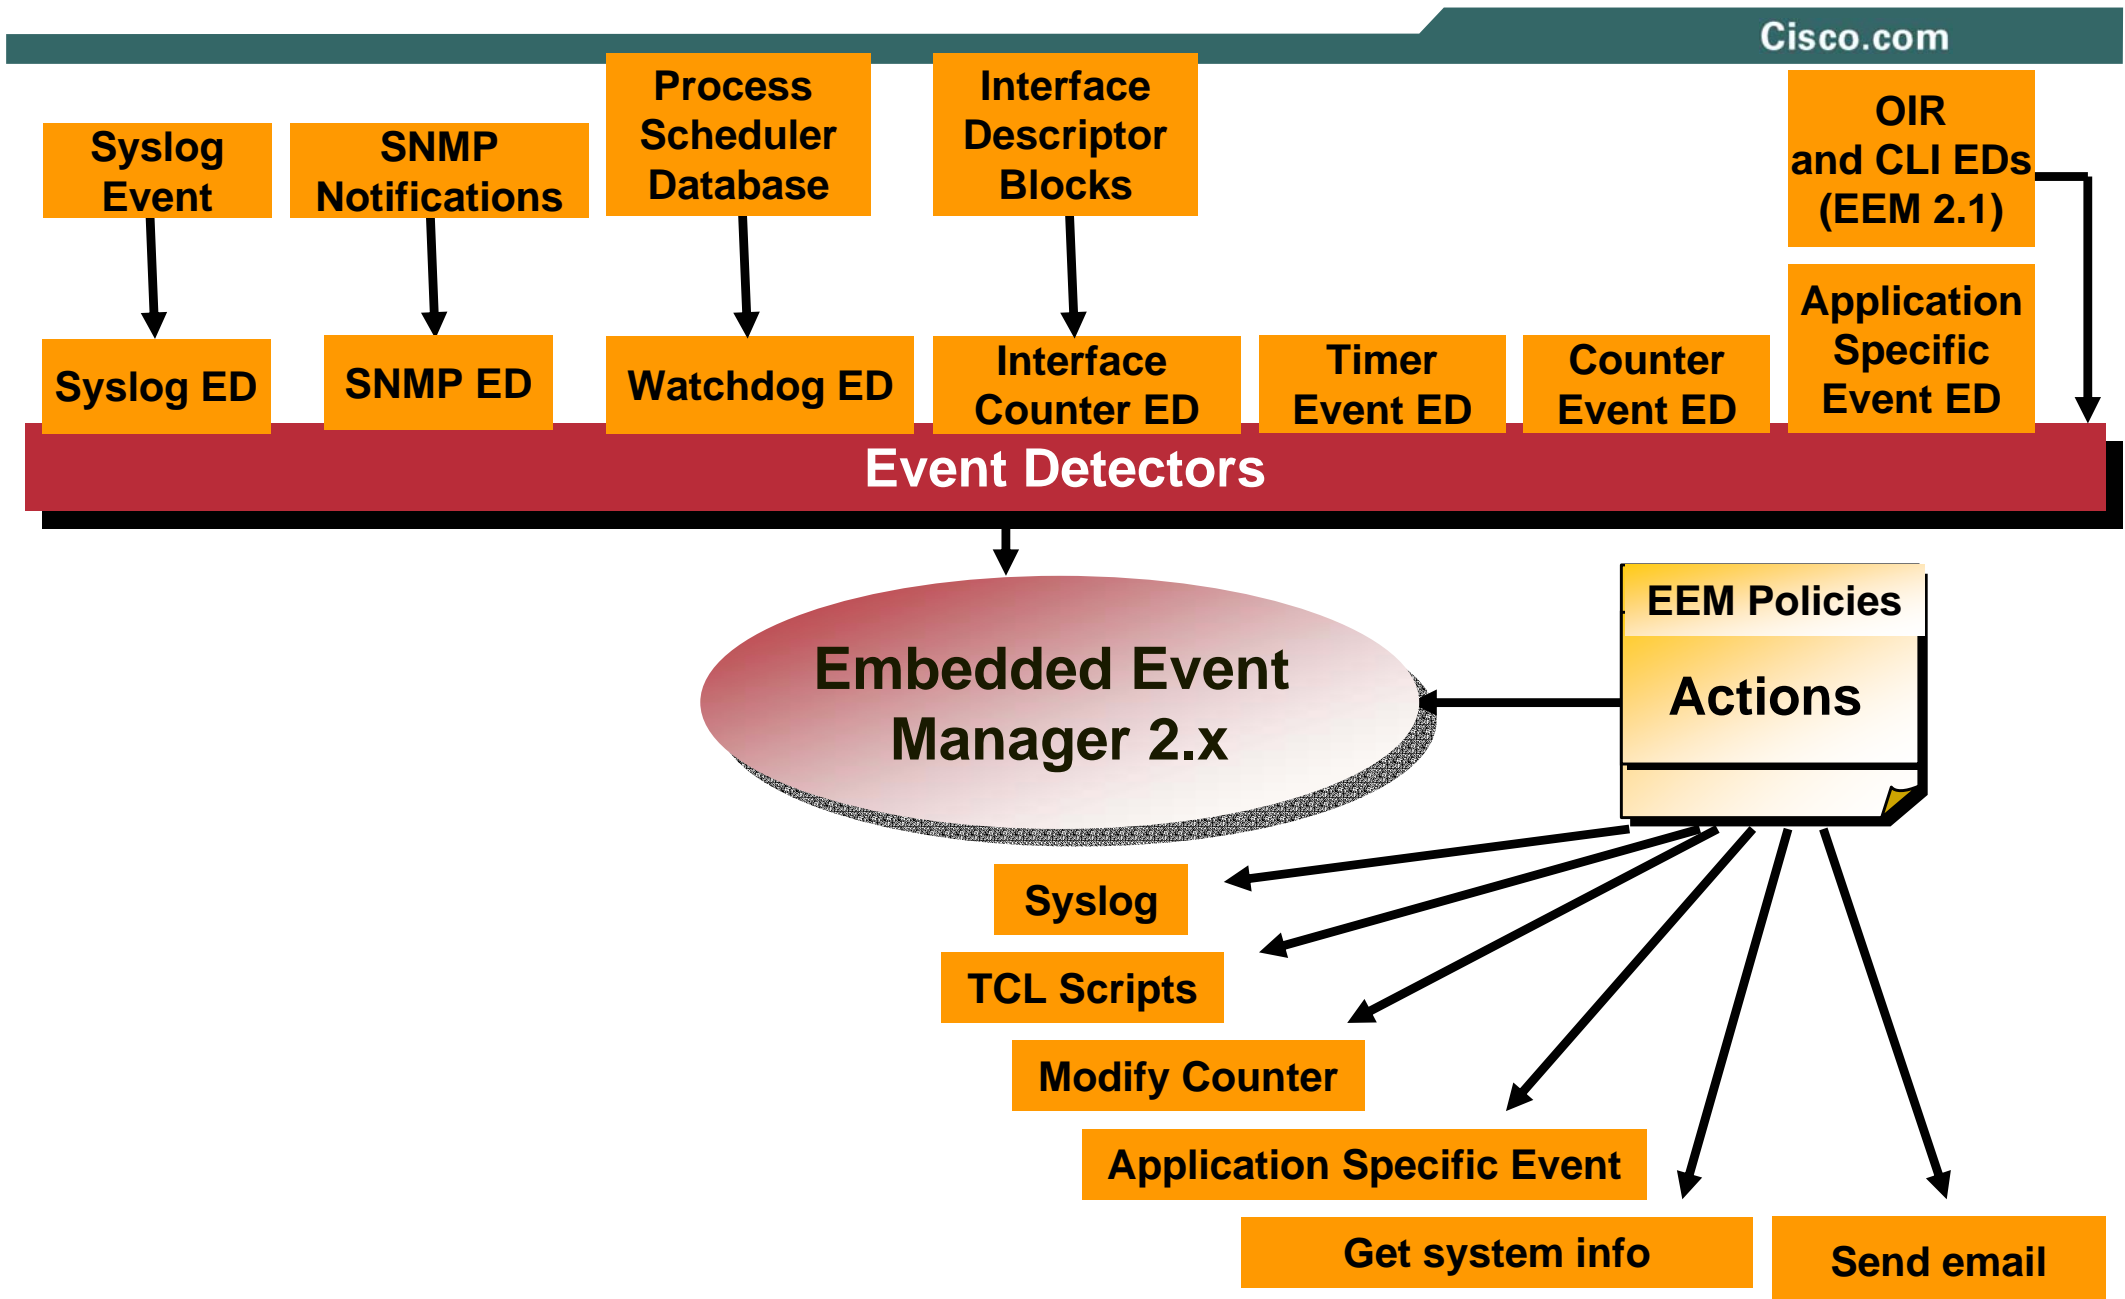 Cisco.com
Syslog
Event
SNMP
Notifications
Process
Scheduler
Database
Interface
Descriptor
Blocks
OIR
and CLI EDs
(EEM 2.1)
Syslog ED
SNMP ED
Watchdog ED
Interface
Counter ED
Timer
Event ED
Counter
Event ED
Application
Specific
Event ED
Event Detectors
Embedded Event
Manager 2.x
EEM Policies
Actions
Syslog
TCL Scripts
Modify Counter
Application Specific Event
Get system info
Send email